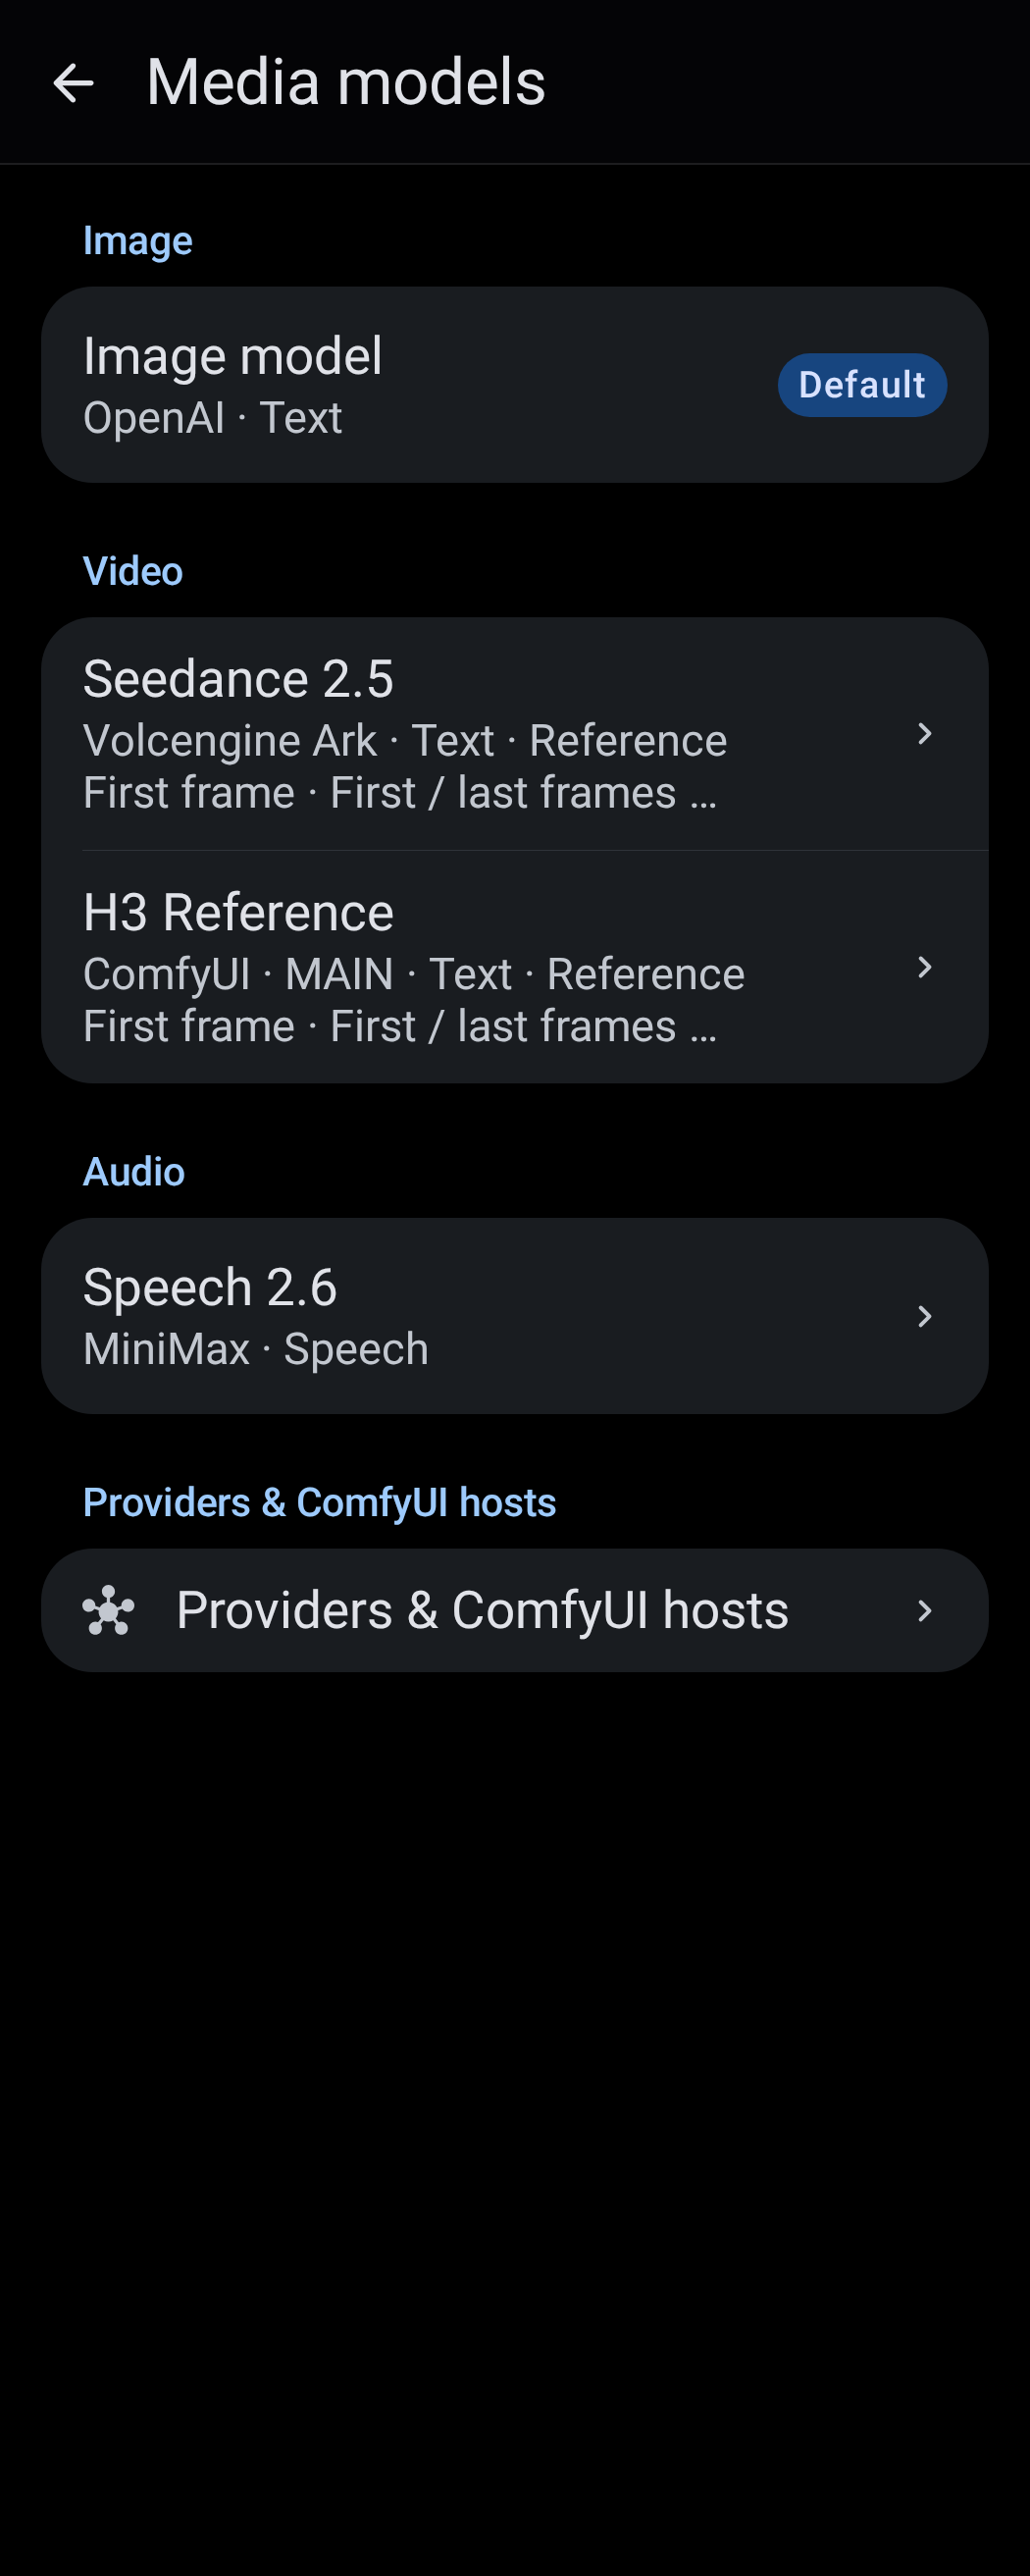 Media models
Image
Image model
OpenAI · Text
Default
Video
Seedance 2.5
Volcengine Ark · Text · Reference
First frame · First / last frames …
H3 Reference
ComfyUI · MAIN · Text · Reference
First frame · First / last frames …
Audio
Speech 2.6
MiniMax · Speech
Providers & ComfyUI hosts
Providers & ComfyUI hosts